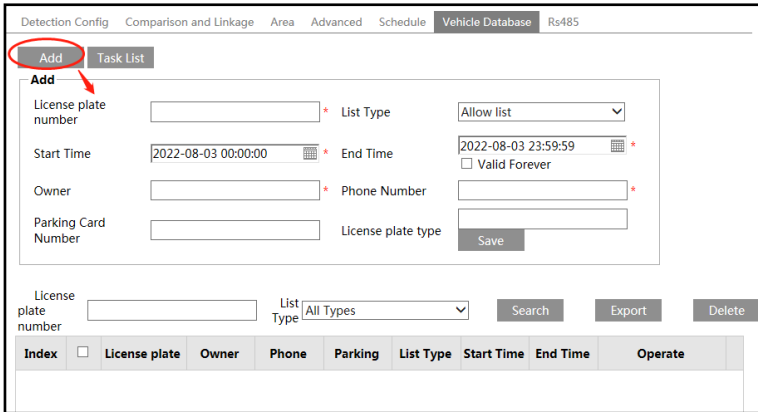 Detection Config Comparison and Linkage Area Advanced Schedule Vehicle Database Rs485
Add Task List
Add
License plate number * List Type Allow list
Start Time 2022-08-03 00:00:00 * End Time 2022-08-03 23:59:59 *
Valid Forever
Owner * Phone Number *
Parking Card Number License plate type
Save
License plate number List Type All Types Search Export Delete
Index License plate Owner Phone Parking List Type Start Time End Time Operate